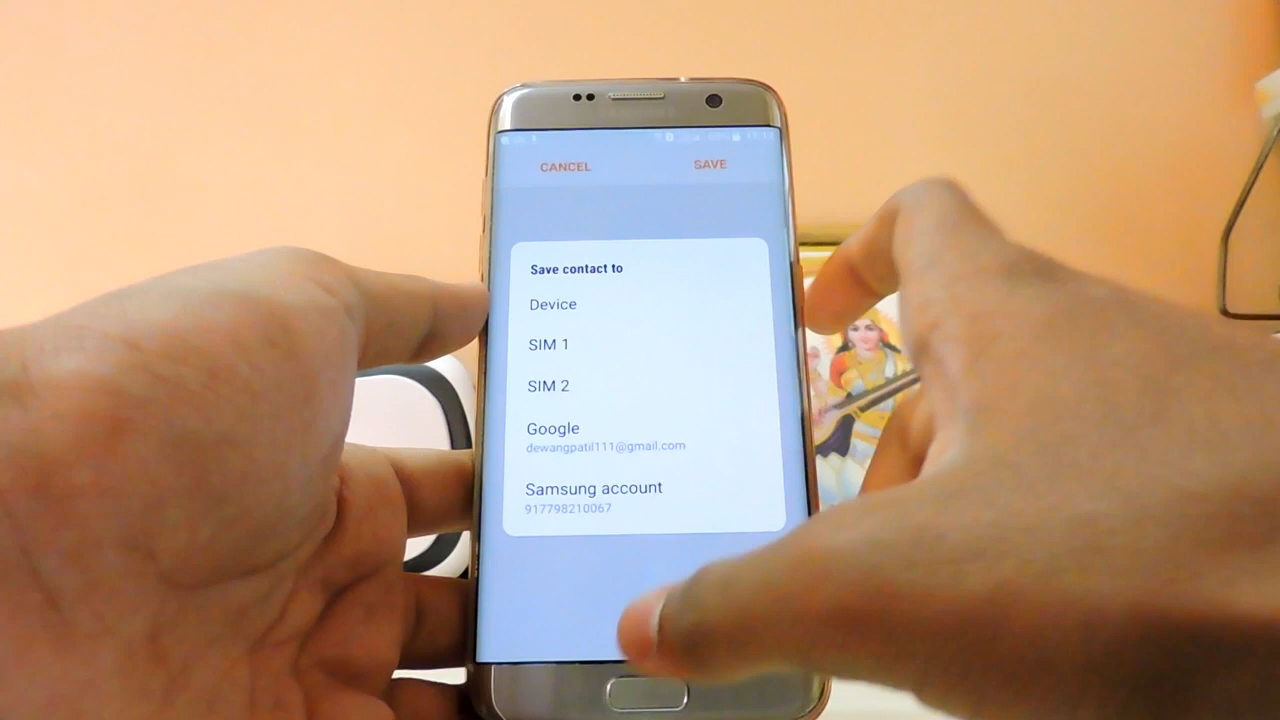 CANCEL SAVE
Save contact to
Device
SIM 1
SIM 2
Google
dewangpatil111@gmail.com
Samsung account
917798210067